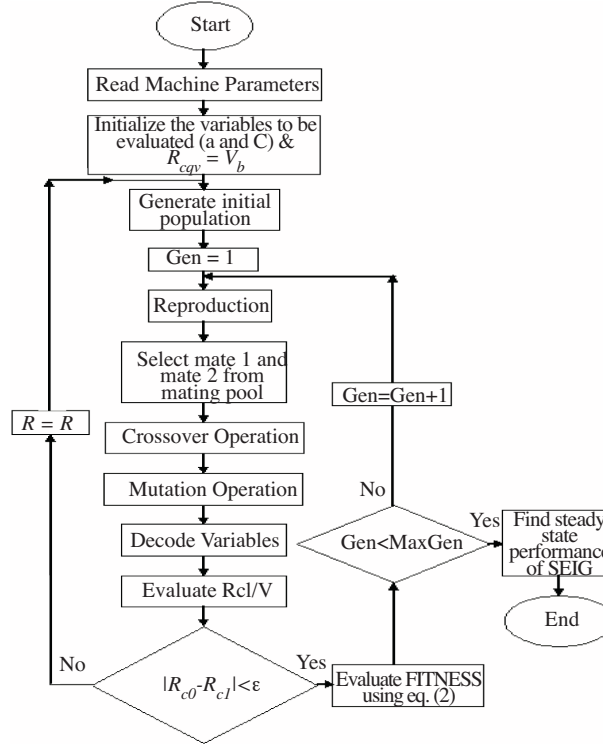 Start
Read Machine Parameters
Initialize the variables to be
evaluated (a and C) &
R_cqv = V_b
Generate initial
population
Gen = 1
Reproduction
Select mate 1 and
mate 2 from
mating pool
Gen=Gen+1
R = R
Crossover Operation
Mutation Operation
Decode Variables
Evaluate Rcl/V
No
|R_c0-R_cl|<ε
Yes
Evaluate FITNESS
using eq. (2)
No
Gen<MaxGen
Yes
Find steady
state
performance
of SEIG
End